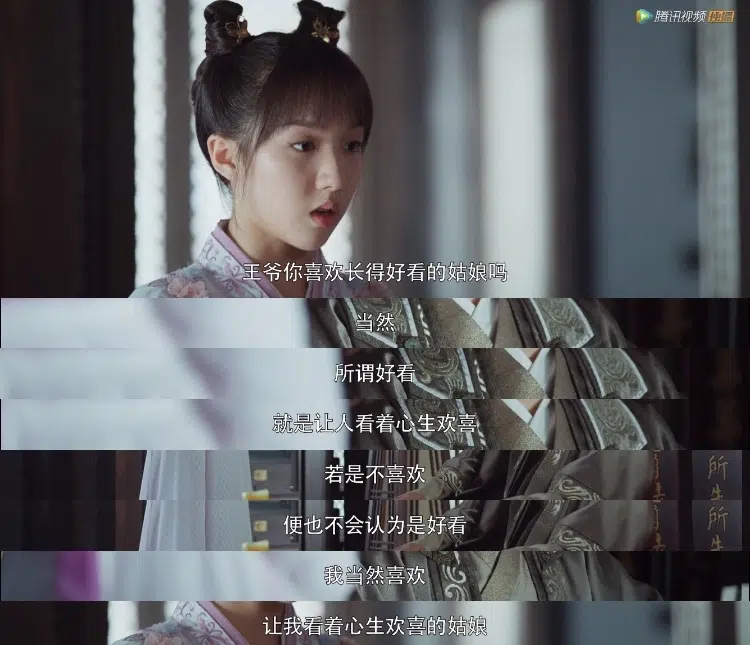 腾讯视频 独播
王爷你喜欢长得好看的姑娘吗
当然
所谓好看
就是让人看着心生欢喜
若是不喜欢
所生
便也不会认为是好看
所生
我当然喜欢
让我看着心生欢喜的姑娘